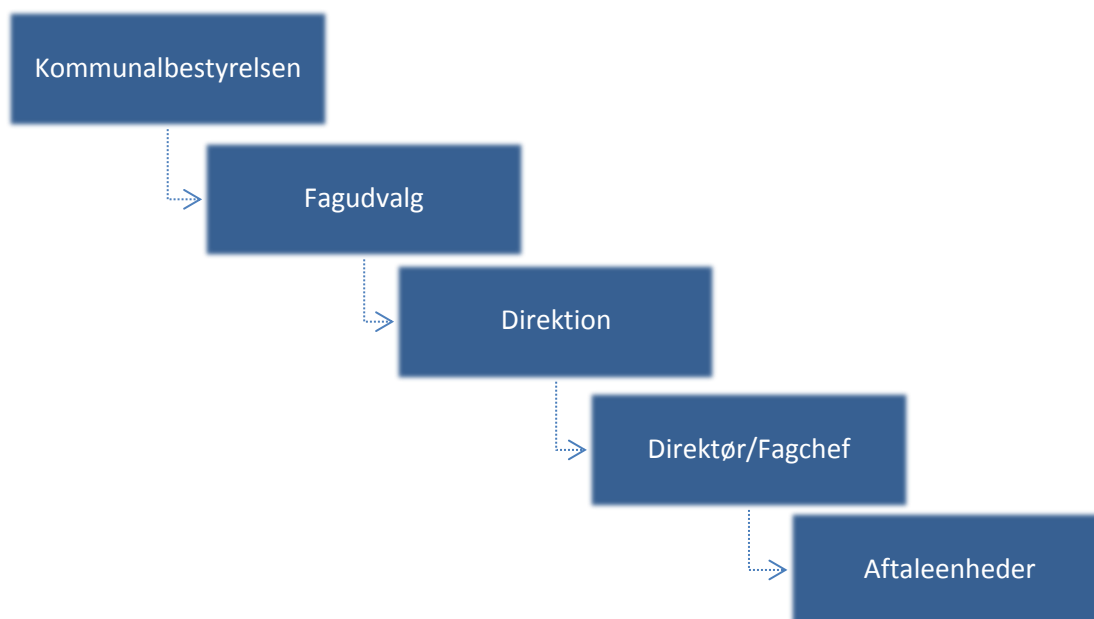 Kommunalbestyrelsen
Fagudvalg
Direktion
Direktør/Fagchef
Aftaleenheder